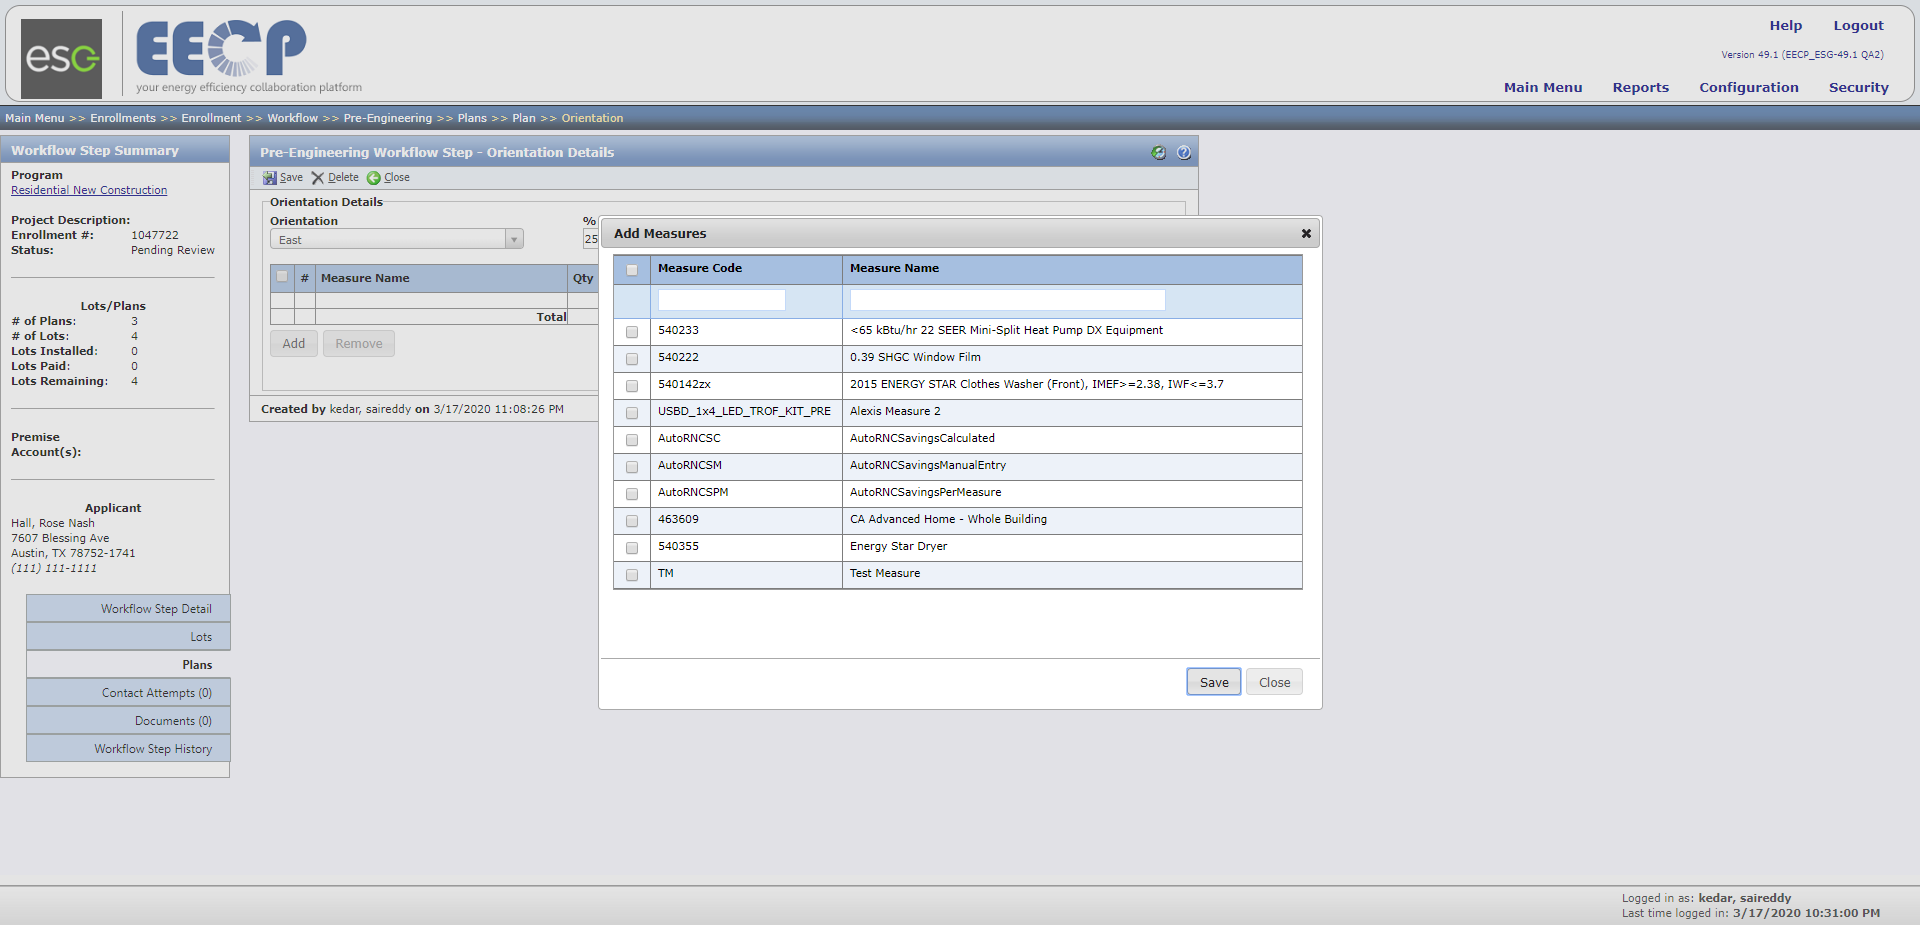 esg
EECP
your energy efficiency collaboration platform
Help Logout
Version 49.1 (EECP_ESG-49.1 QA2)
Main Menu Reports Configuration Security
Main Menu >> Enrollments >> Enrollment >> Workflow >> Pre-Engineering >> Plans >> Plan >> Orientation
Workflow Step Summary
Program
Residential New Construction
Project Description:
Enrollment #: 1047722
Status: Pending Review
Lots/Plans
# of Plans: 3
# of Lots: 4
Lots Installed: 0
Lots Paid: 0
Lots Remaining: 4
Premise
Account(s):
Applicant
Hall, Rose Nash
7607 Blessing Ave
Austin, TX 78752-1741
(111) 111-1111
Workflow Step Detail
Lots
Plans
Contact Attempts (0)
Documents (0)
Workflow Step History
Pre-Engineering Workflow Step - Orientation Details
Save Delete Close
Orientation Details
Orientation %
East 25
# Measure Name Qty
Total
Add Remove
Created by kedar, saireddy on 3/17/2020 11:08:26 PM
Add Measures
Measure Code Measure Name
540233 <65 kBtu/hr 22 SEER Mini-Split Heat Pump DX Equipment
540222 0.39 SHGC Window Film
540142zx 2015 ENERGY STAR Clothes Washer (Front), IMEF>=2.38, IWF<=3.7
USBD_1x4_LED_TROF_KIT_PRE Alexis Measure 2
AutoRNCSC AutoRNCSavingsCalculated
AutoRNCSM AutoRNCSavingsManualEntry
AutoRNCSPM AutoRNCSavingsPerMeasure
463609 CA Advanced Home - Whole Building
540355 Energy Star Dryer
TM Test Measure
Save Close
Logged in as: kedar, saireddy
Last time logged in: 3/17/2020 10:31:00 PM